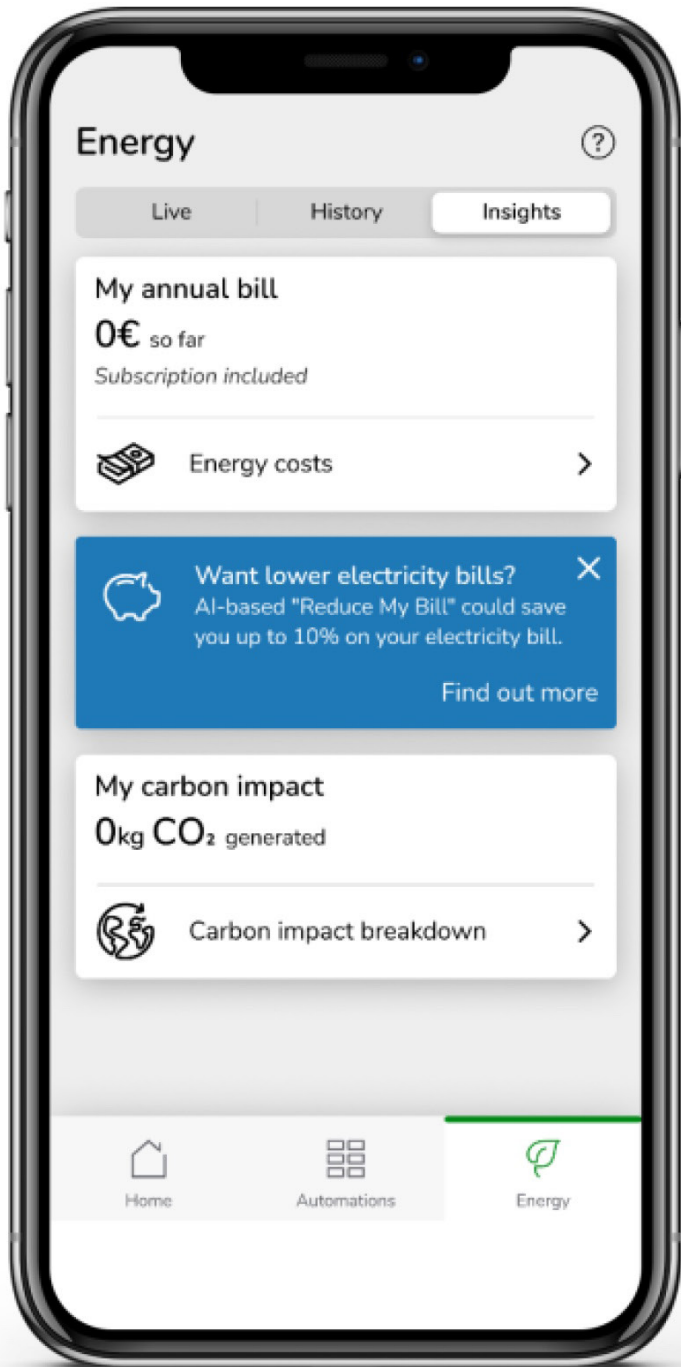 Energy
?
Live History Insights
My annual bill
0€ so far
Subscription included
Energy costs
Want lower electricity bills?
AI-based "Reduce My Bill" could save
you up to 10% on your electricity bill.
Find out more
My carbon impact
0kg CO₂ generated
Carbon impact breakdown
Home Automations Energy